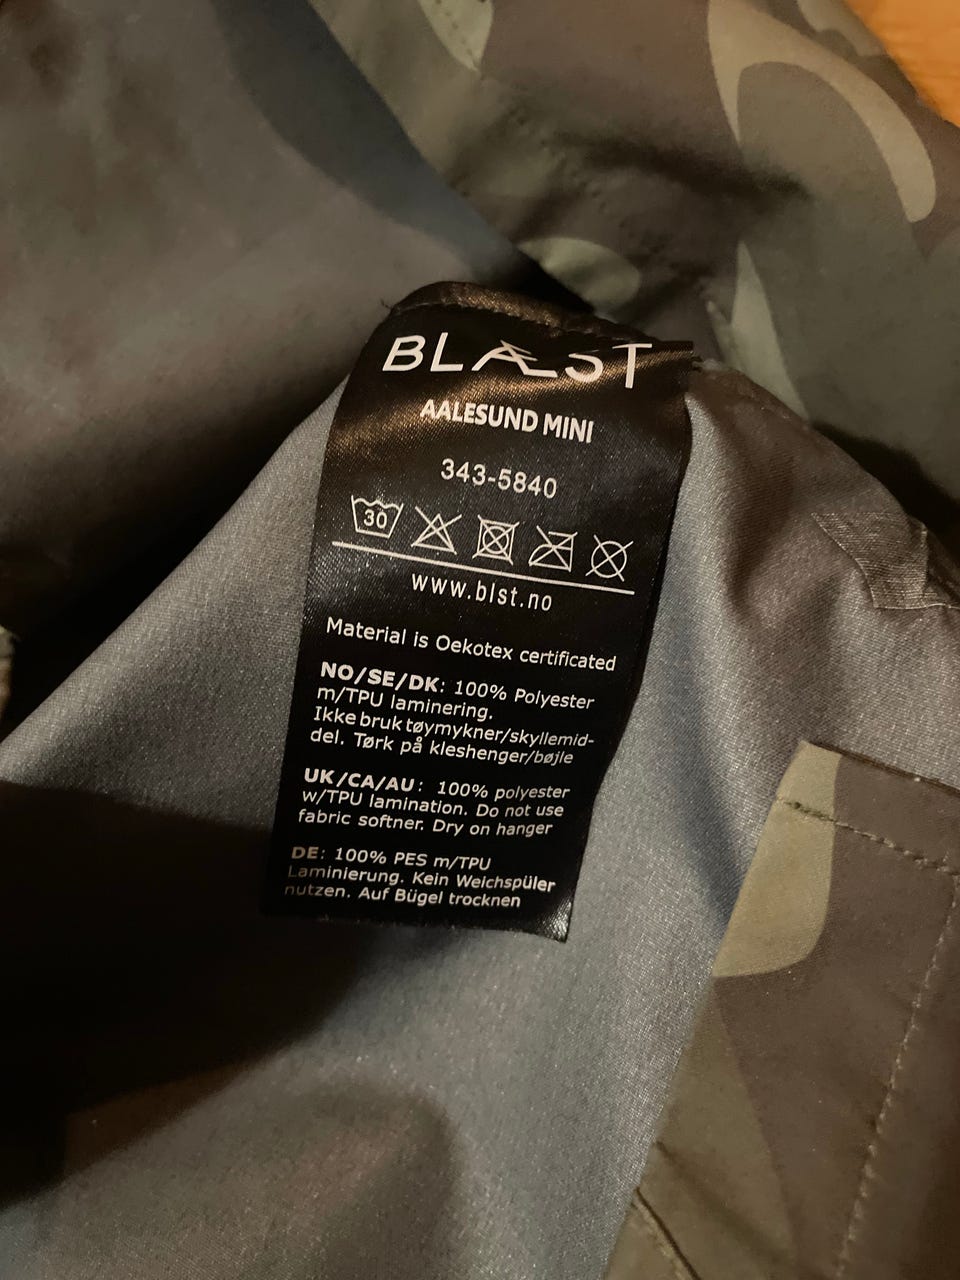 BLÆST
AALESUND MINI
343-5840
30
www.blst.no
Material is Oekotex certificated
NO/SE/DK: 100% Polyester
m/TPU laminering.
Ikke bruk tøymykner/skyllemid-
del. Tørk på kleshenger/bøjle
UK/CA/AU: 100% polyester
w/TPU lamination. Do not use
fabric softner. Dry on hanger
DE: 100% PES m/TPU
Laminierung. Kein Weichspüler
nutzen. Auf Bügel trocknen